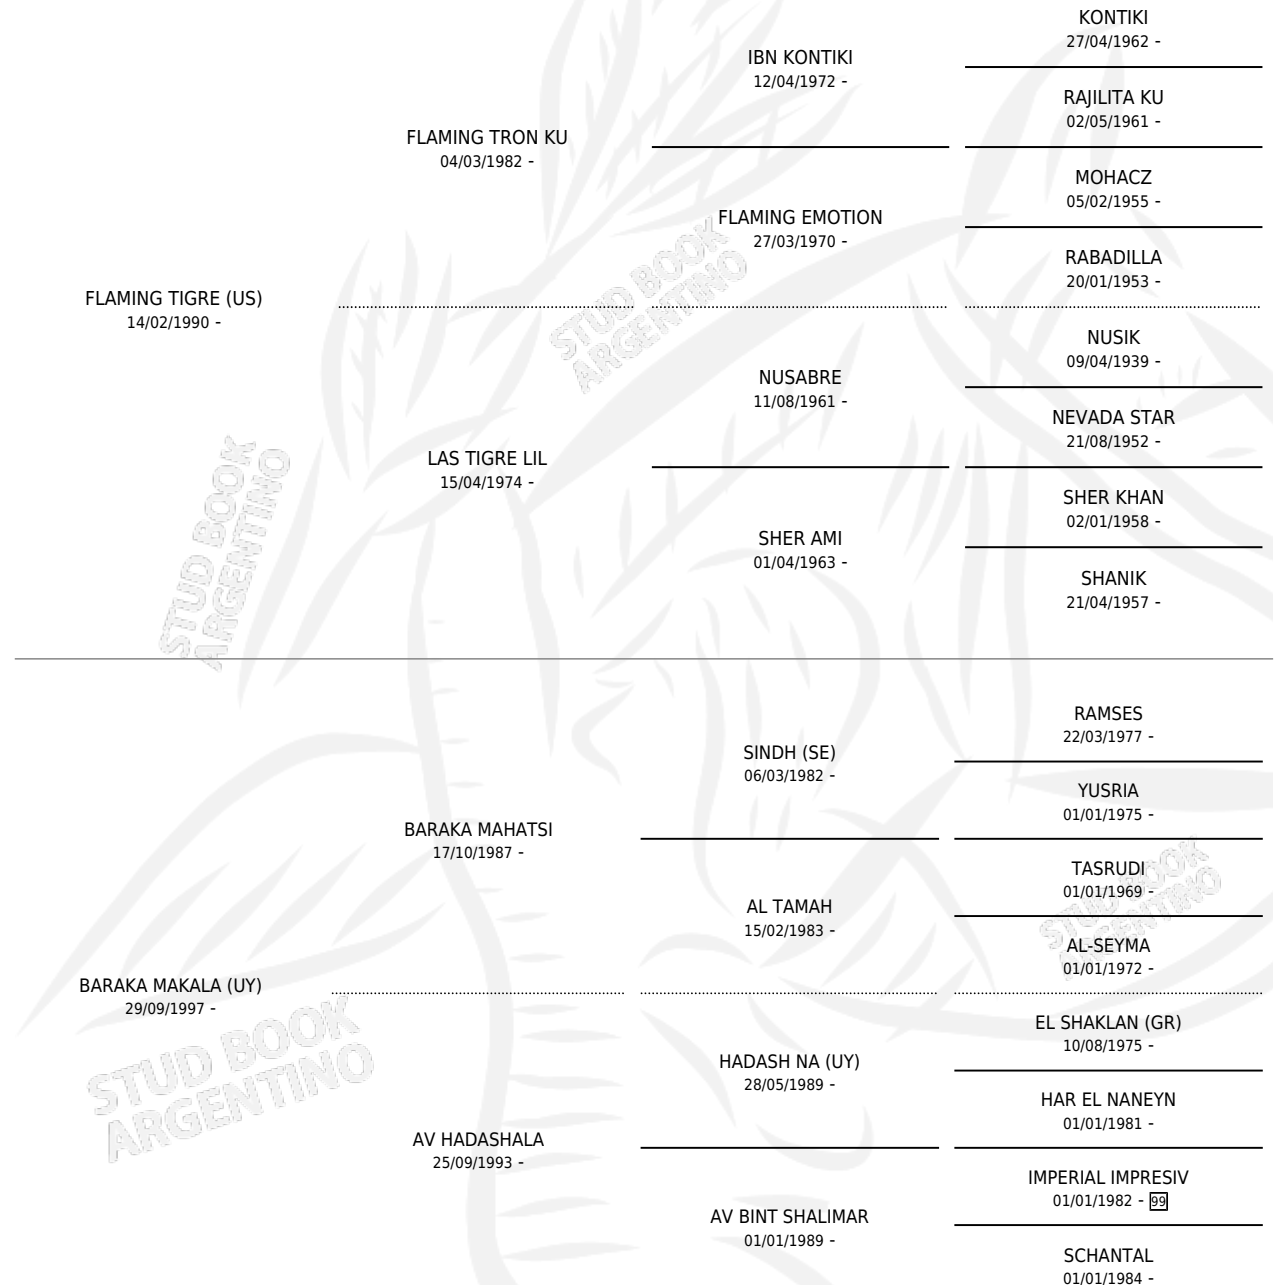 KONTIKI
27/04/1962 -
IBN KONTIKI
12/04/1972 -
RAJILITA KU
02/05/1961 -
FLAMING TRON KU
04/03/1982 -
MOHACZ
05/02/1955 -
FLAMING EMOTION
27/03/1970 -
RABADILLA
20/01/1953 -
FLAMING TIGRE (US)
14/02/1990 -
STUD BOOK
ARGENTINO
NUSIK
09/04/1939 -
NUSABRE
11/08/1961 -
NEVADA STAR
21/08/1952 -
LAS TIGRE LIL
15/04/1974 -
SHER KHAN
02/01/1958 -
SHER AMI
01/04/1963 -
SHANIK
21/04/1957 -
STUD BOOK
ARGENTINO
RAMSES
22/03/1977 -
SINDH (SE)
06/03/1982 -
YUSRIA
01/01/1975 -
BARAKA MAHATSI
17/10/1987 -
TASRUDI
01/01/1969 -
AL TAMAH
15/02/1983 -
AL-SEYMA
01/01/1972 -
STUD BOOK
ARGENTINO
BARAKA MAKALA (UY)
29/09/1997 -
STUD BOOK
ARGENTINO
EL SHAKLAN (GR)
10/08/1975 -
HADASH NA (UY)
28/05/1989 -
HAR EL NANEYN
01/01/1981 -
AV HADASHALA
25/09/1993 -
IMPERIAL IMPRESIV
01/01/1982 - 99
AV BINT SHALIMAR
01/01/1989 -
SCHANTAL
01/01/1984 -